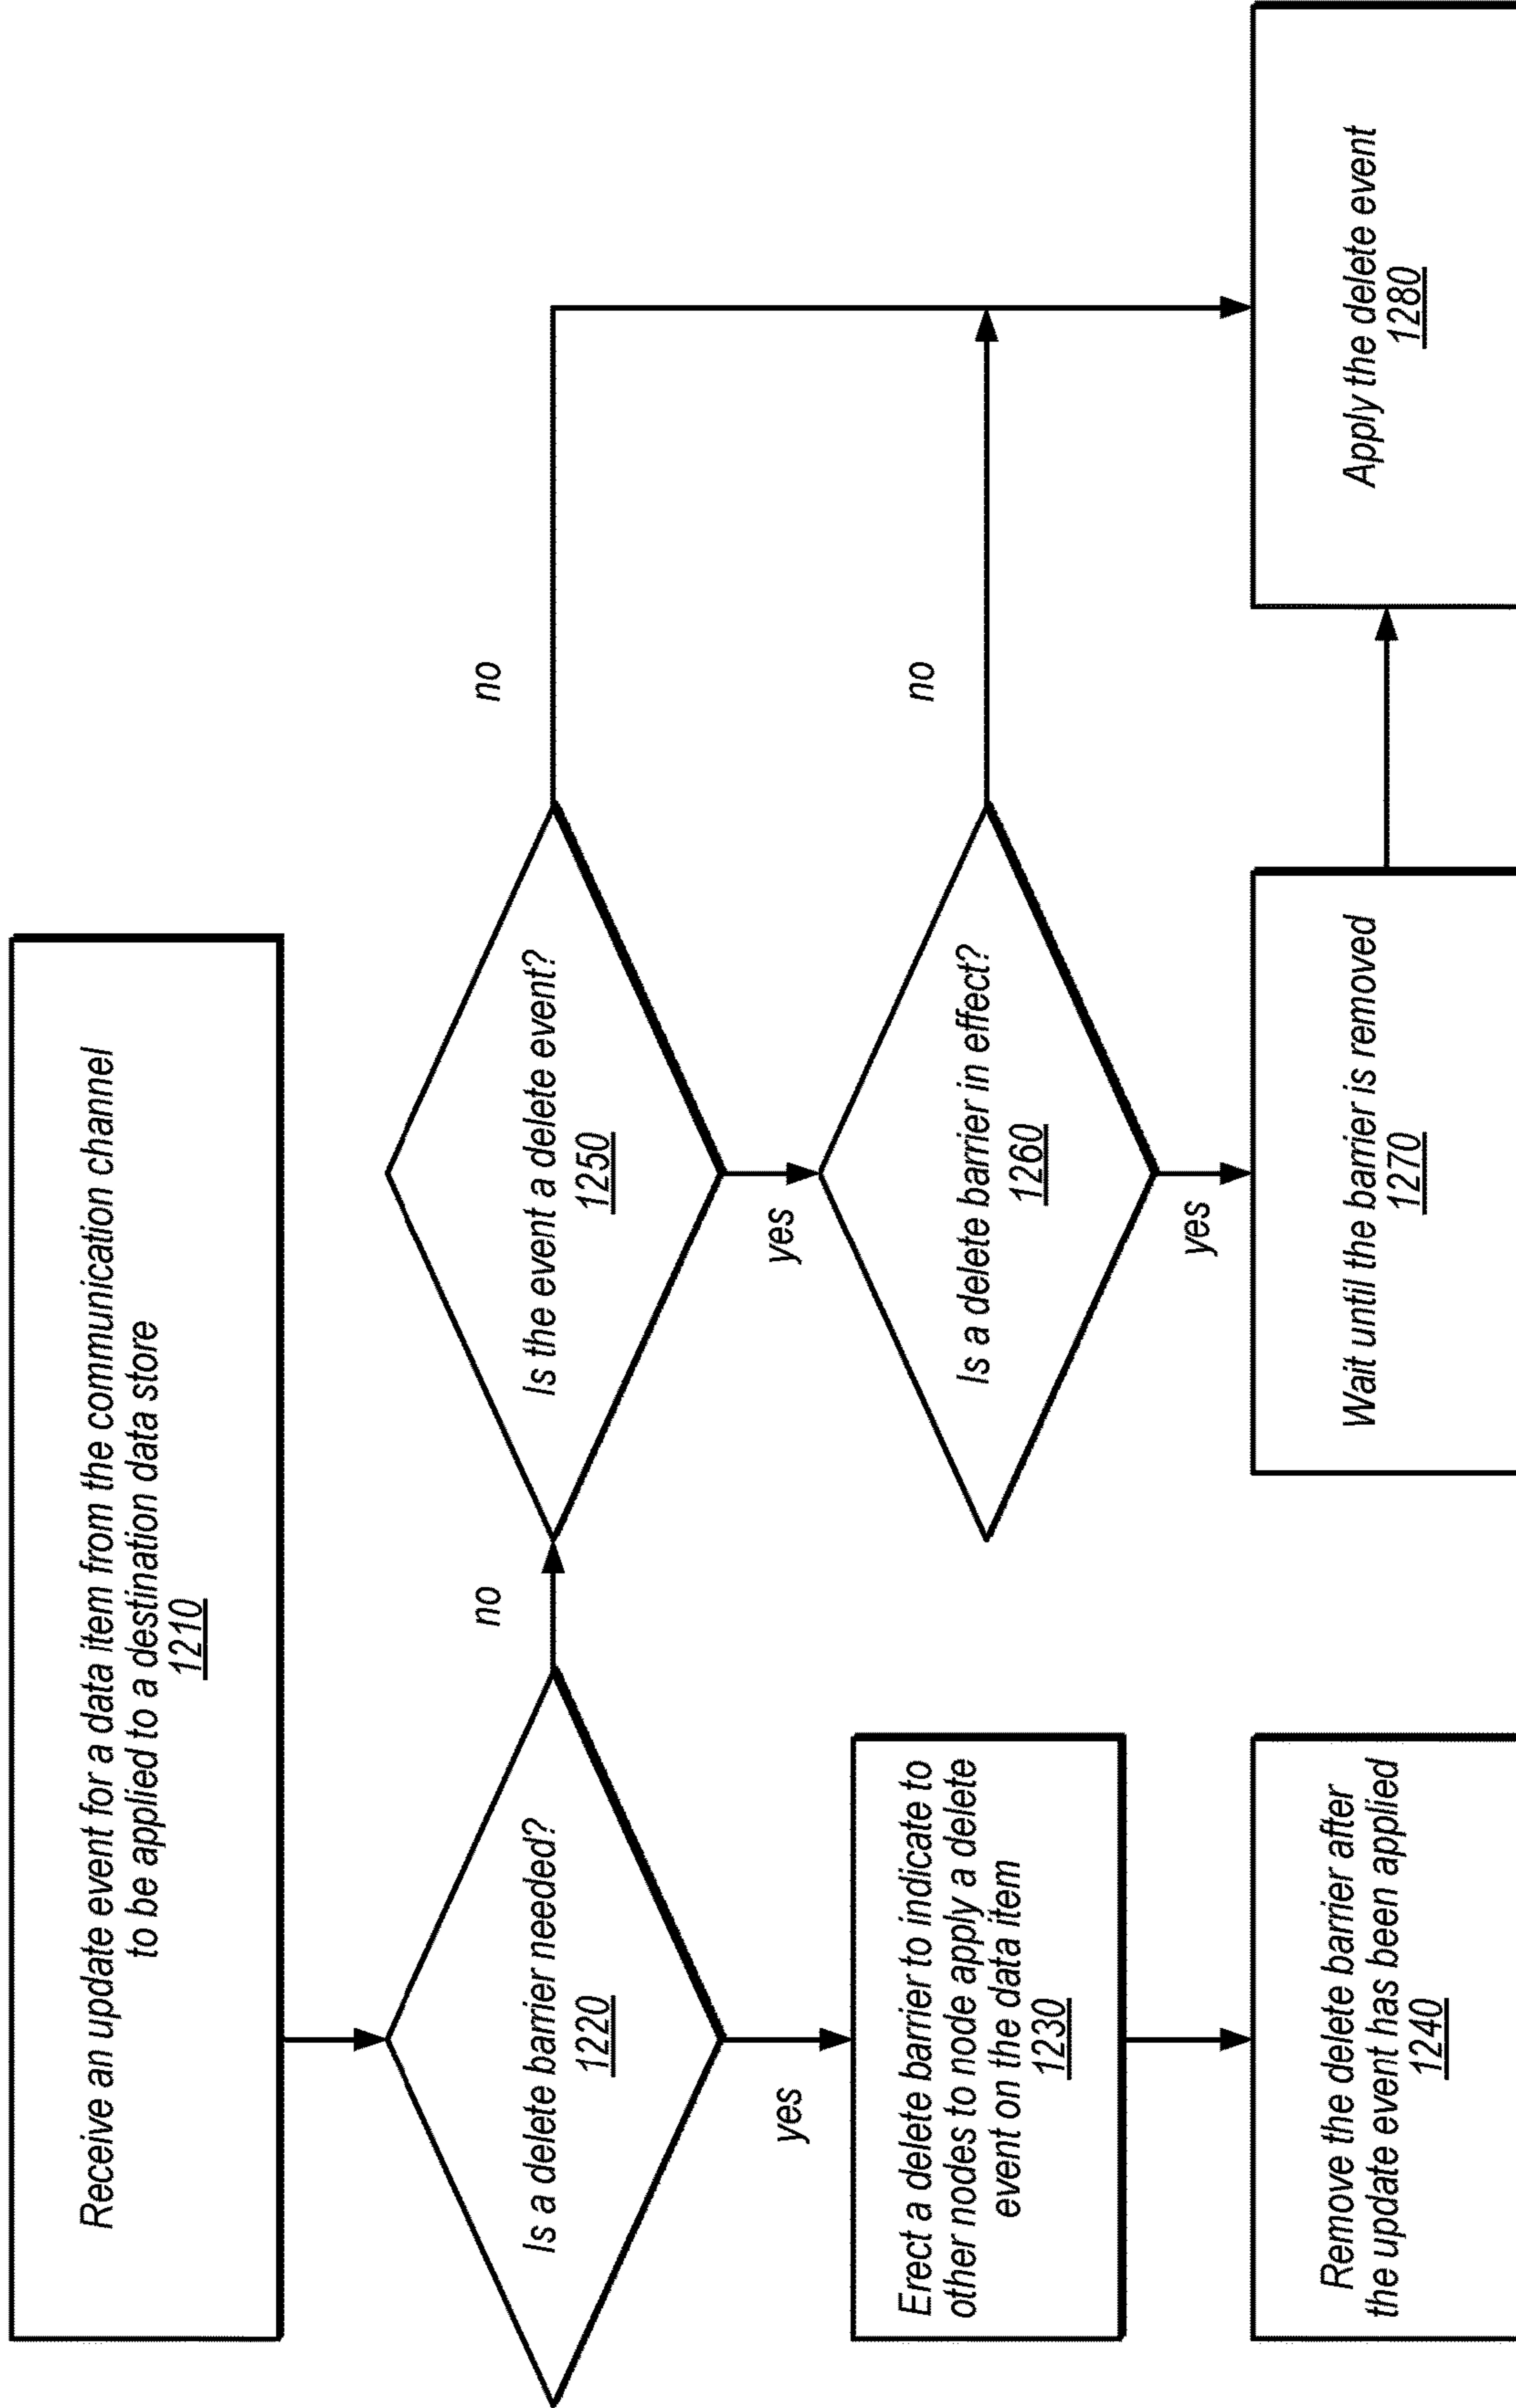 Receive an update event for a data item from the communication channel
to be applied to a destination data store
1210
Is a delete barrier needed?
1220
no
yes
Is the event a delete event?
1250
no
yes
Erect a delete barrier to indicate to
other nodes to node apply a delete
event on the data item
1230
Is a delete barrier in effect?
1260
no
yes
Remove the delete barrier after
the update event has been applied
1240
Wait until the barrier is removed
1270
Apply the delete event
1280